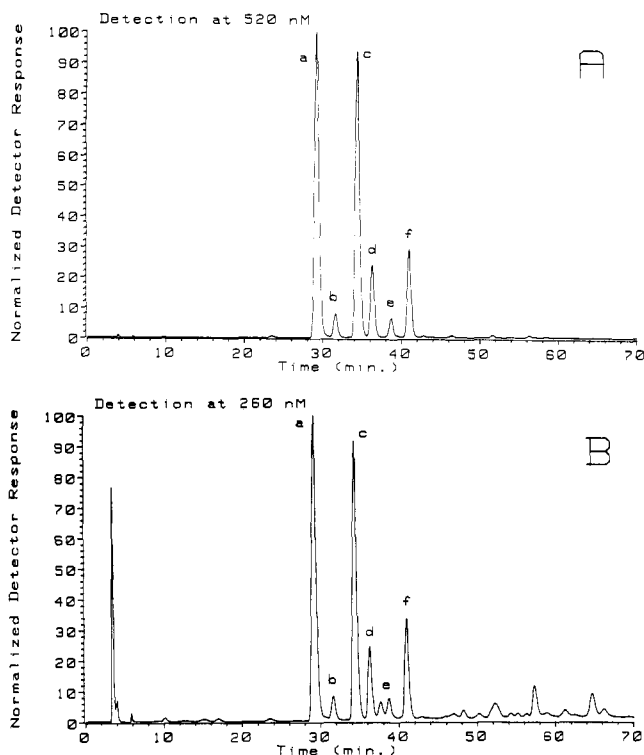 Detection at 520 nM
A
100
90
80
70
60
50
40
30
20
10
0
Normalized Detector Response
a
b
c
d
e
f
0 10 20 30 40 50 60 70
Time (min.)
Detection at 260 nM
B
100
90
80
70
60
50
40
30
20
10
0
Normalized Detector Response
a
b
c
d
e
f
0 10 20 30 40 50 60 70
Time (min.)